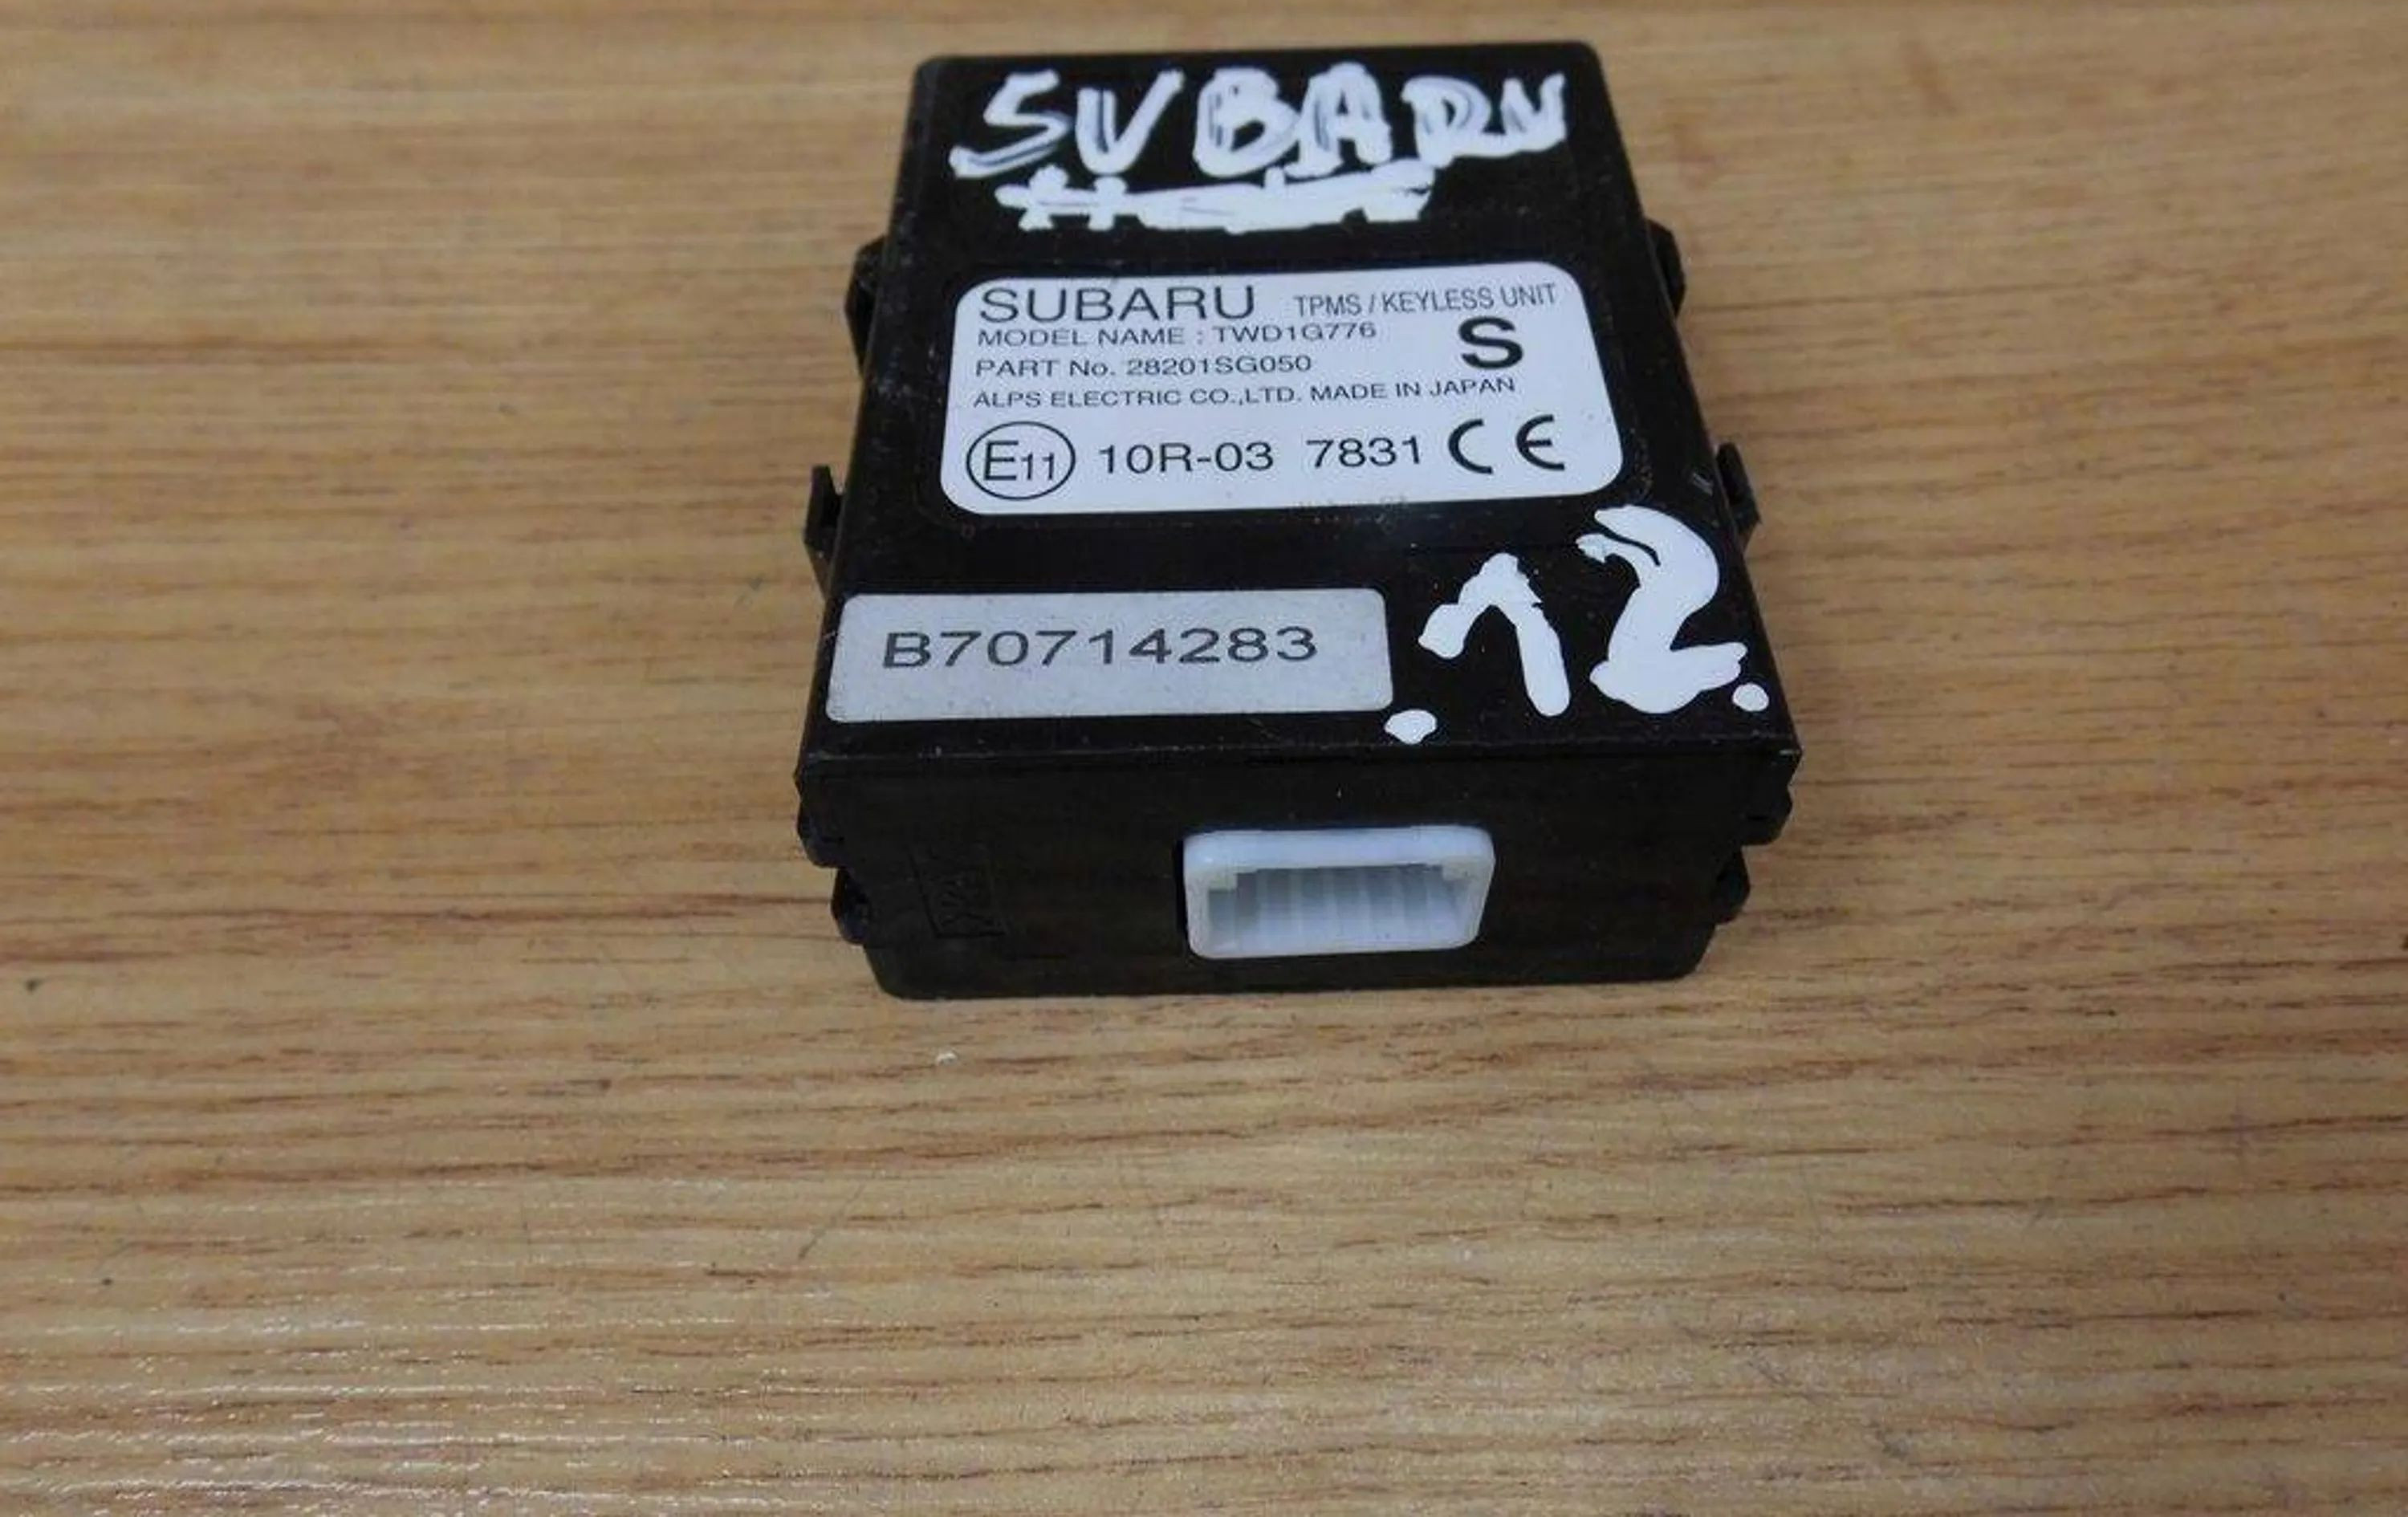 SUBARU
SUBARU TPMS / KEYLESS UNIT
MODEL NAME : TWD1G776
S
PART No. 28201SG050
ALPS ELECTRIC CO.,LTD. MADE IN JAPAN
E11 10R-03 7831 CE
B70714283
.12.